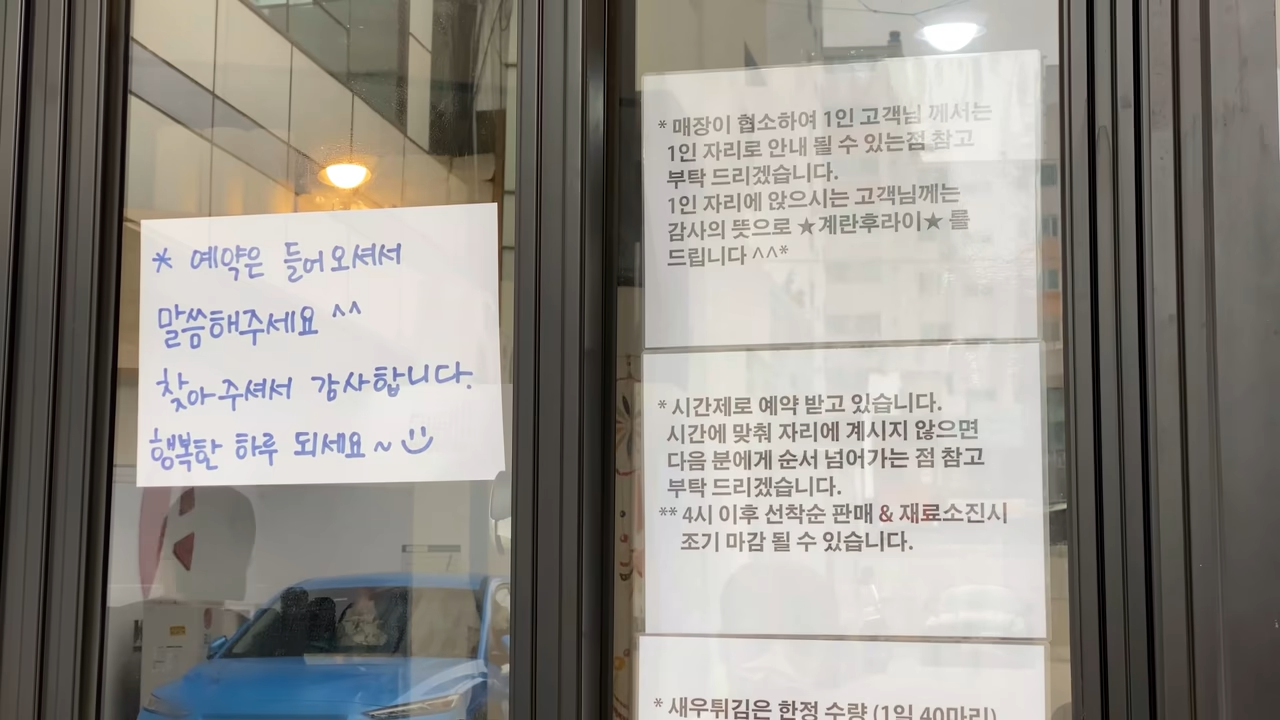 * 예약은 들어오셔서
말씀해주세요 ^^
찾아주셔서 감사합니다.
행복한 하루 되세요~
* 매장이 협소하여 1인 고객님 께서는
1인 자리로 안내 될 수 있는점 참고
부탁 드리겠습니다.
1인 자리에 앉으시는 고객님께는
감사의 뜻으로 ★계란후라이★ 를
드립니다 ^^*
* 시간제로 예약 받고 있습니다.
시간에 맞춰 자리에 계시지 않으면
다음 분에게 순서 넘어가는 점 참고
부탁 드리겠습니다.
** 4시 이후 선착순 판매 & 재료소진시
조기 마감 될 수 있습니다.
* 새우튀김은 한정 수량 (1일 40마리)